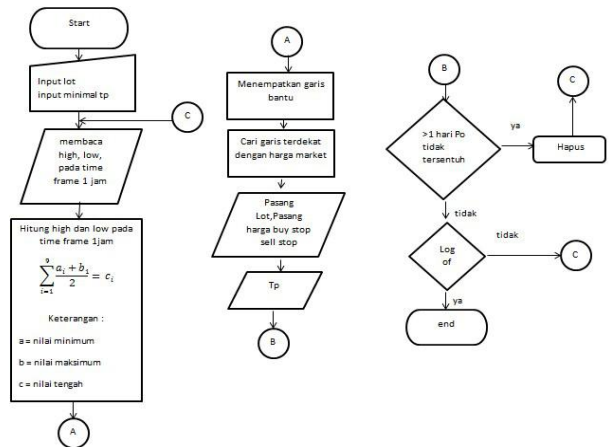 Start
Input lot
input minimal tp
C
membaca
high, low,
pada time
frame 1 jam
Hitung high dan low pada
time frame 1jam
9
∑ (a_i + b_1)/2 = c_i
i=1
Keterangan :
a = nilai minimum
b = nilai maksimum
c = nilai tengah
A
A
Menempatkan garis
bantu
Cari garis terdekat
dengan harga market
Pasang
Lot,Pasang
harga buy stop
sell stop
Tp
B
B
>1 hari Po
tidak
tersentuh
ya
Hapus
C
tidak
Log
of
tidak
C
ya
end